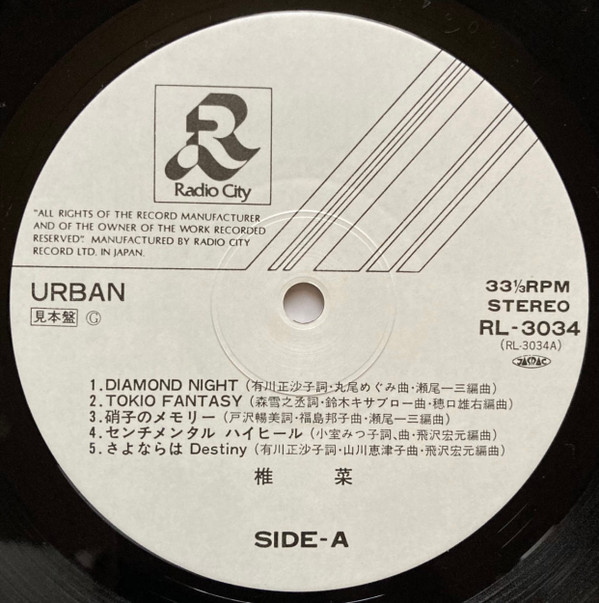 R
Radio City
"ALL RIGHTS OF THE RECORD MANUFACTURER
AND OF THE OWNER OF THE WORK RECORDED
RESERVED". MANUFACTURED BY RADIO CITY
RECORD LTD. IN JAPAN.
URBAN
見本盤 Ⓖ
33⅓RPM
STEREO
RL-3034
(RL-3034A)
JASRAC
1.DIAMOND NIGHT (有川正沙子詞・丸尾めぐみ曲・瀬尾一三編曲)
2.TOKIO FANTASY (森雪之丞詞・鈴木キサブロー曲・穂口雄右編曲)
3.硝子のメモリー (戸沢暢美詞・福島邦子曲・瀬尾一三編曲)
4.センチメンタル ハイヒール (小室みつ子詞、曲・飛沢宏元編曲)
5.さよならは Destiny (有川正沙子詞・山川恵津子曲・飛沢宏元編曲)
椎 菜
SIDE-A